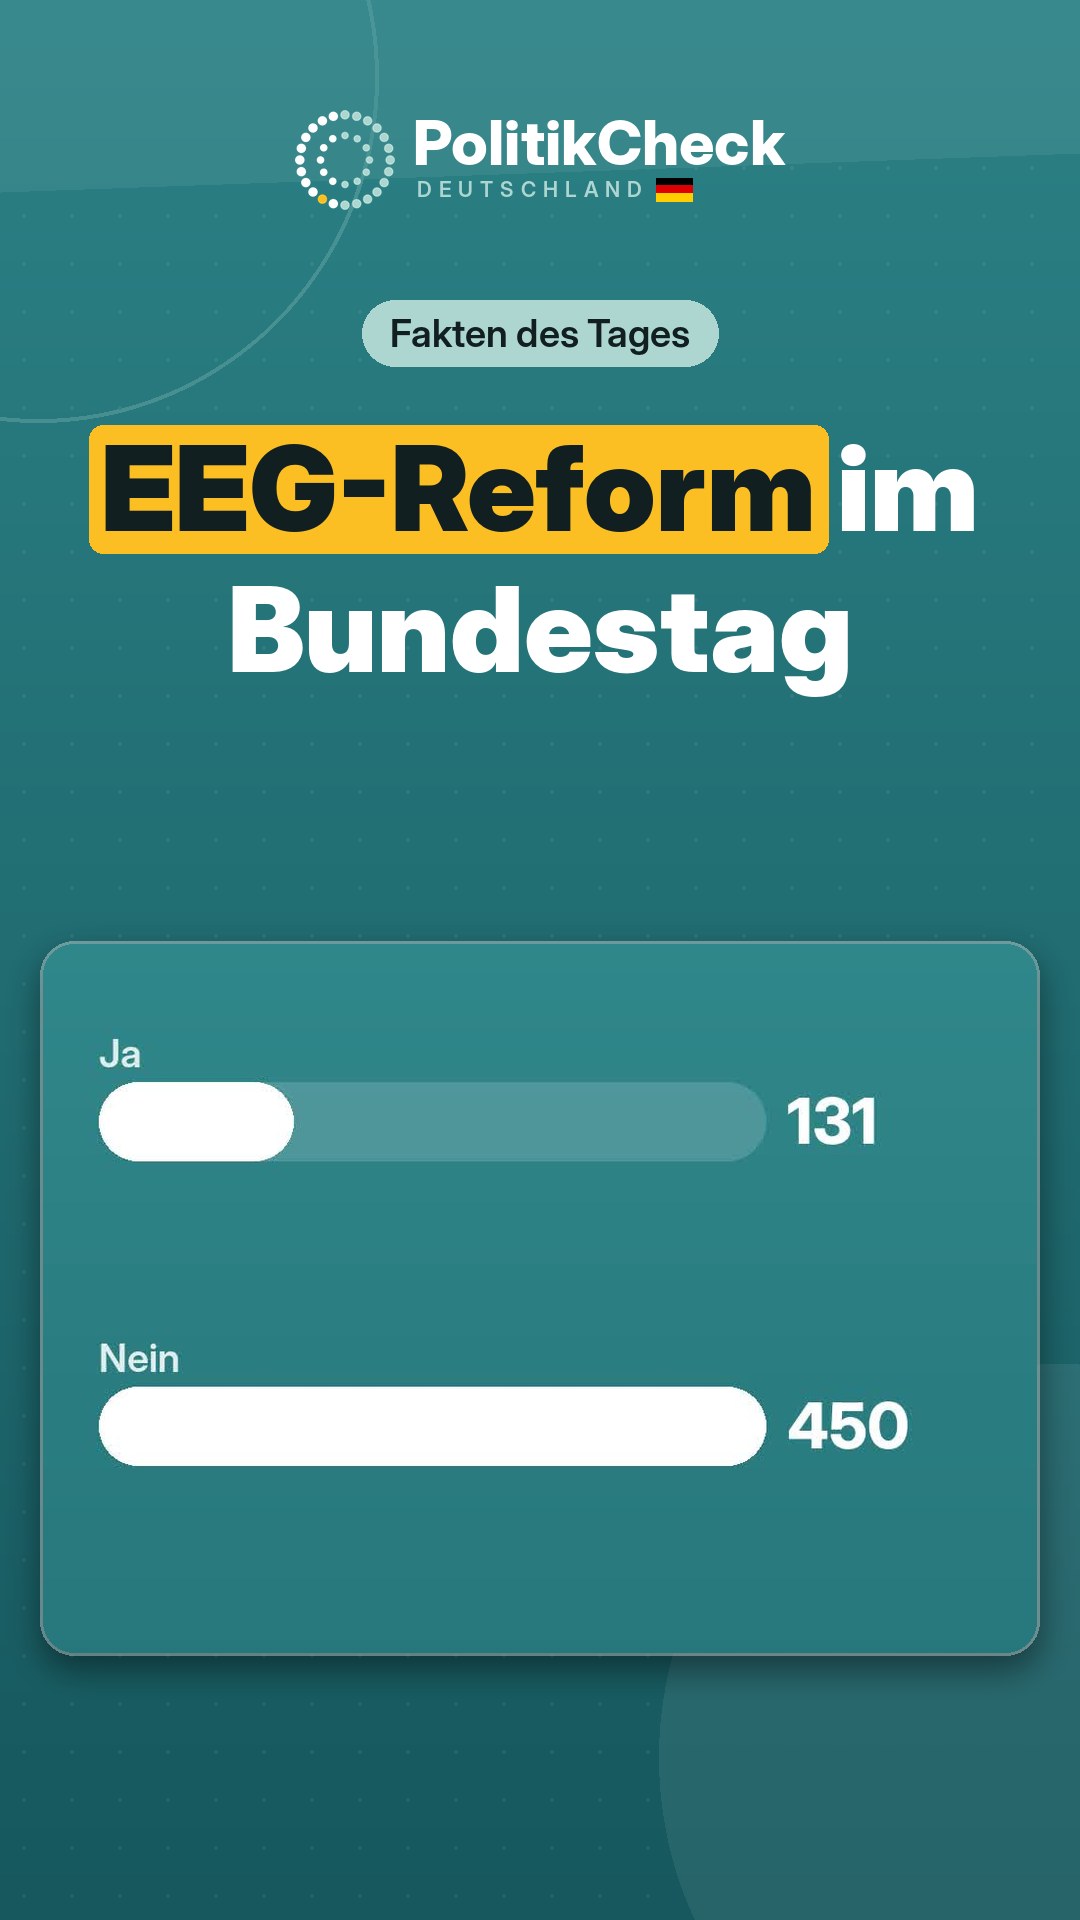 PolitikCheck
DEUTSCHLAND
Fakten des Tages
EEG-Reform im
Bundestag
Ja
131
Nein
450